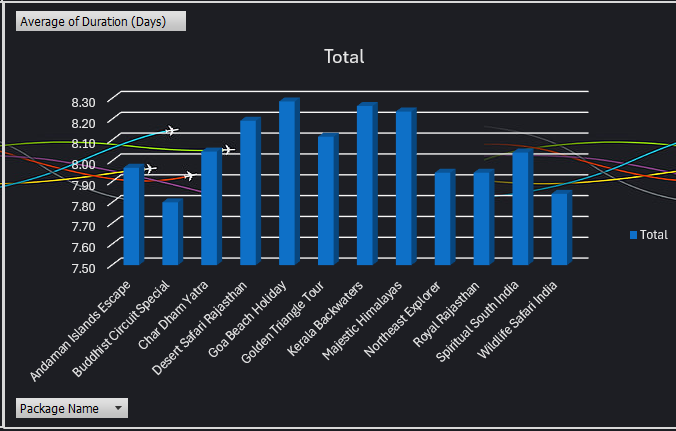 Average of Duration (Days)
Total
8.30
8.20
8.10
8.00
7.90
7.80
7.70
7.60
7.50
Total
Andaman Islands Escape
Buddhist Circuit Special
Char Dham Yatra
Desert Safari Rajasthan
Goa Beach Holiday
Golden Triangle Tour
Kerala Backwaters
Majestic Himalayas
Northeast Explorer
Royal Rajasthan
Spiritual South India
Wildlife Safari India
Package Name